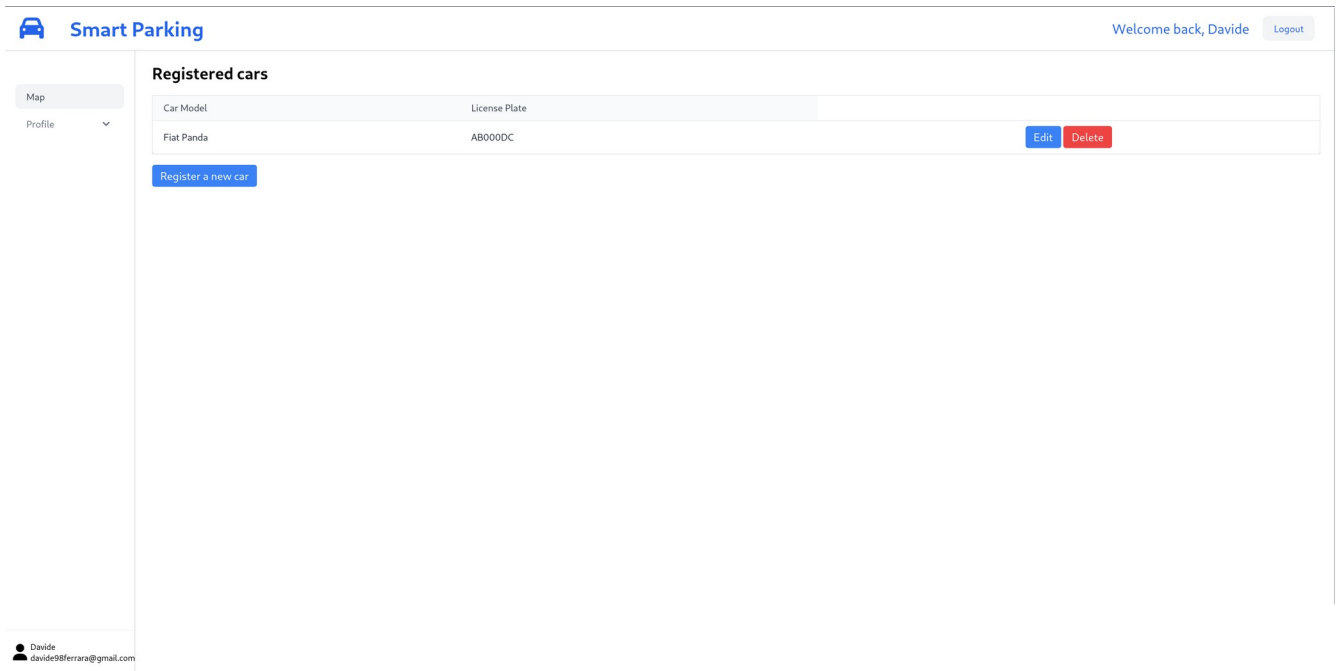 Smart Parking
Welcome back, Davide
Logout
Map
Profile
Registered cars
Car Model License Plate
Fiat Panda AB000DC Edit Delete
Register a new car
Davide
davide98ferrara@gmail.com